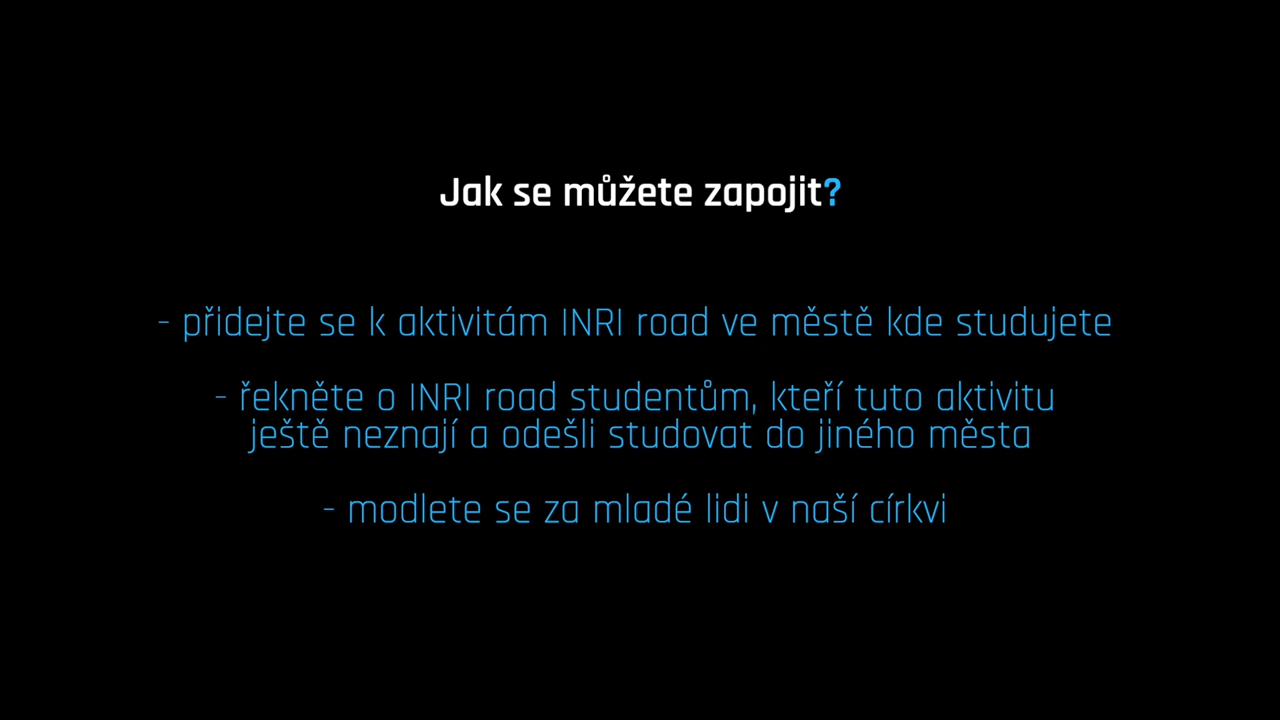 Jak se můžete zapojit?
- přidejte se k aktivitám INRI road ve městě kde studujete
- řekněte o INRI road studentům, kteří tuto aktivitu
ještě neznají a odešli studovat do jiného města
- modlete se za mladé lidi v naší církvi